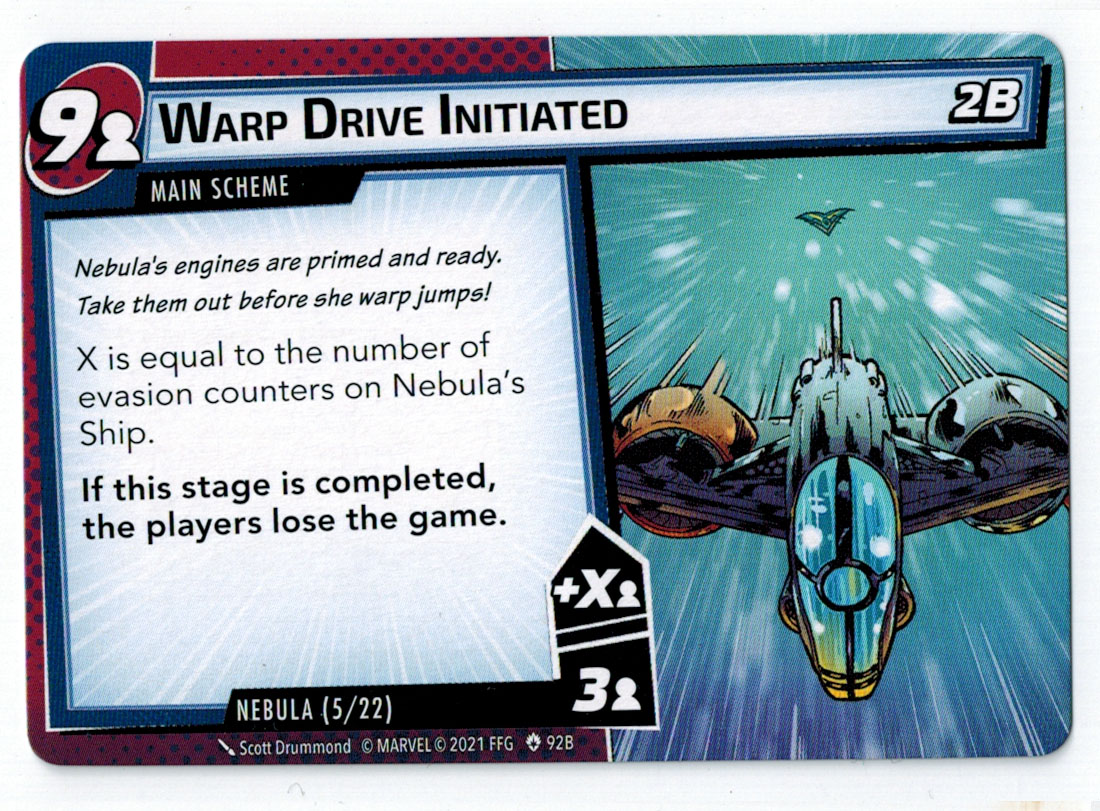 9
WARP DRIVE INITIATED
2B
MAIN SCHEME
Nebula's engines are primed and ready.
Take them out before she warp jumps!
X is equal to the number of
evasion counters on Nebula's
Ship.
If this stage is completed,
the players lose the game.
+X
3
NEBULA (5/22)
Scott Drummond © MARVEL © 2021 FFG 92B